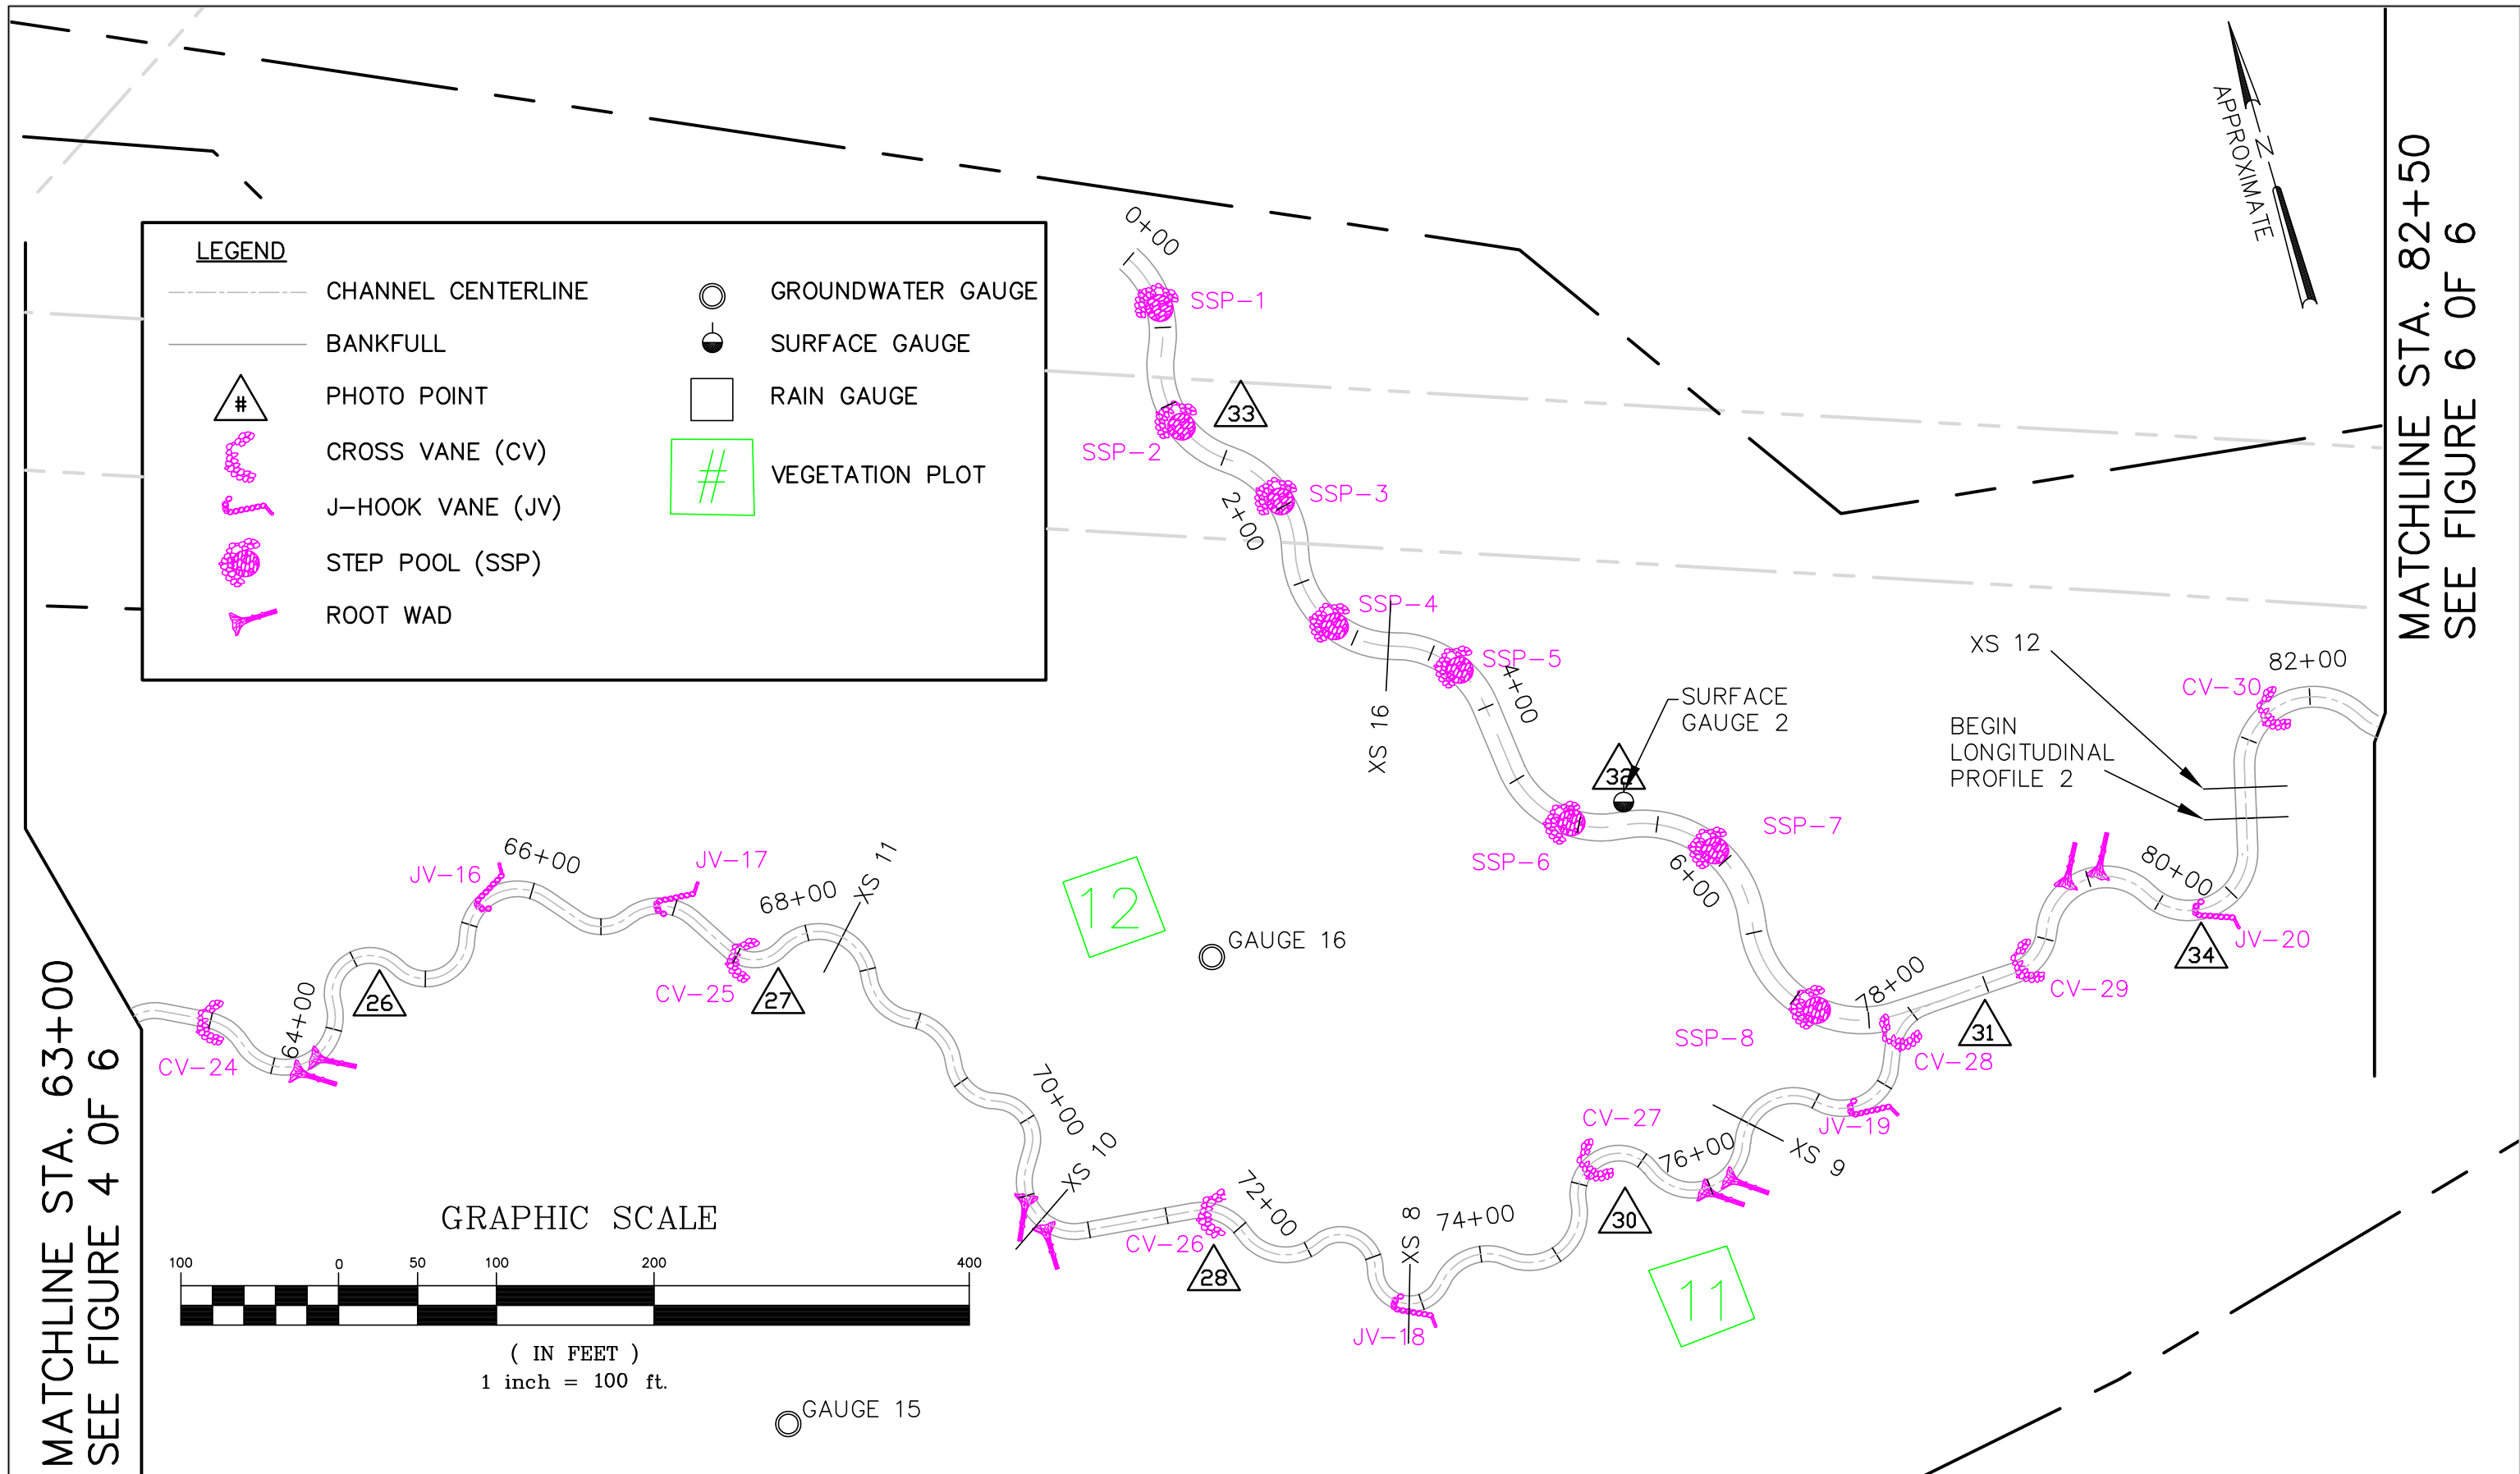 LEGEND
CHANNEL CENTERLINE
BANKFULL
#
PHOTO POINT
CROSS VANE (CV)
J-HOOK VANE (JV)
STEP POOL (SSP)
ROOT WAD
GROUNDWATER GAUGE
SURFACE GAUGE
RAIN GAUGE
#
VEGETATION PLOT
N
APPROXIMATE
MATCHLINE STA. 82+50
SEE FIGURE 6 OF 6
MATCHLINE STA. 63+00
SEE FIGURE 4 OF 6
0+00
SSP-1
33
SSP-2
SSP-3
2+00
SSP-4
SSP-5
4+00
XS 16
SURFACE
GAUGE 2
32
SSP-6
SSP-7
6+00
SSP-8
XS 12
BEGIN
LONGITUDINAL
PROFILE 2
82+00
CV-30
80+00
JV-20
34
CV-29
31
78+00
CV-28
JV-19
XS 9
76+00
CV-27
30
11
74+00
XS 8
JV-18
72+00
CV-26
28
XS 10
70+00
12
GAUGE 16
XS 11
68+00
JV-17
CV-25
27
66+00
JV-16
26
64+00
CV-24
GRAPHIC SCALE
100 0 50 100 200 400
( IN FEET )
1 inch = 100 ft.
GAUGE 15